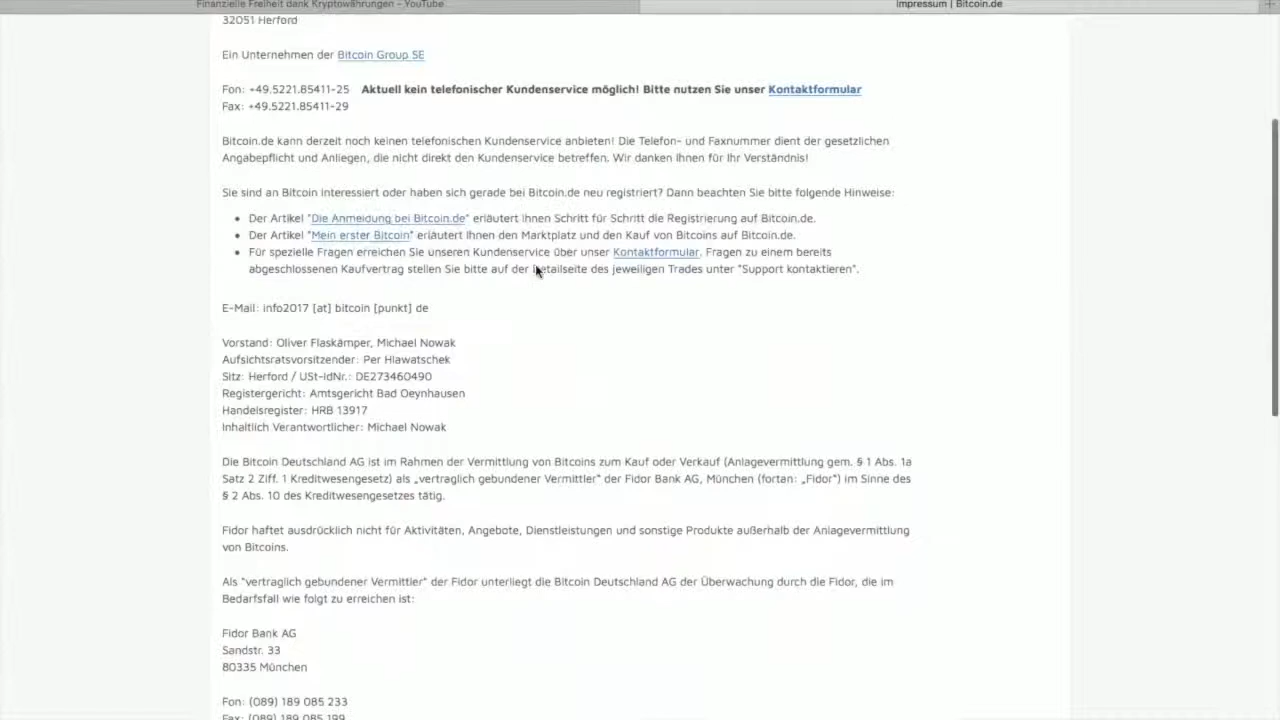 Finanzielle Freiheit dank Kryptowährungen - YouTube
Impressum | Bitcoin.de
32051 Herford
Ein Unternehmen der Bitcoin Group SE
Fon: +49.5221.85411-25 Aktuell kein telefonischer Kundenservice möglich! Bitte nutzen Sie unser Kontaktformular
Fax: +49.5221.85411-29
Bitcoin.de kann derzeit noch keinen telefonischen Kundenservice anbieten! Die Telefon- und Faxnummer dient der gesetzlichen
Angabepflicht und Anliegen, die nicht direkt den Kundenservice betreffen. Wir danken Ihnen für Ihr Verständnis!
Sie sind an Bitcoin interessiert oder haben sich gerade bei Bitcoin.de neu registriert? Dann beachten Sie bitte folgende Hinweise:
• Der Artikel "Die Anmeldung bei Bitcoin.de" erläutert Ihnen Schritt für Schritt die Registrierung auf Bitcoin.de.
• Der Artikel "Mein erster Bitcoin" erläutert Ihnen den Marktplatz und den Kauf von Bitcoins auf Bitcoin.de.
• Für spezielle Fragen erreichen Sie unseren Kundenservice über unser Kontaktformular. Fragen zu einem bereits
abgeschlossenen Kaufvertrag stellen Sie bitte auf der Detailseite des jeweiligen Trades unter "Support kontaktieren".
E-Mail: info2017 [at] bitcoin [punkt] de
Vorstand: Oliver Flaskämper, Michael Nowak
Aufsichtsratsvorsitzender: Per Hlawatschek
Sitz: Herford / USt-IdNr.: DE273460490
Registergericht: Amtsgericht Bad Oeynhausen
Handelsregister: HRB 13917
Inhaltlich Verantwortlicher: Michael Nowak
Die Bitcoin Deutschland AG ist im Rahmen der Vermittlung von Bitcoins zum Kauf oder Verkauf (Anlagevermittlung gem. § 1 Abs. 1a
Satz 2 Ziff. 1 Kreditwesengesetz) als „vertraglich gebundener Vermittler“ der Fidor Bank AG, München (fortan: „Fidor“) im Sinne des
§ 2 Abs. 10 des Kreditwesengesetzes tätig.
Fidor haftet ausdrücklich nicht für Aktivitäten, Angebote, Dienstleistungen und sonstige Produkte außerhalb der Anlagevermittlung
von Bitcoins.
Als "vertraglich gebundener Vermittler" der Fidor unterliegt die Bitcoin Deutschland AG der Überwachung durch die Fidor, die im
Bedarfsfall wie folgt zu erreichen ist:
Fidor Bank AG
Sandstr. 33
80335 München
Fon: (089) 189 085 233
Fax: (089) 189 085 199